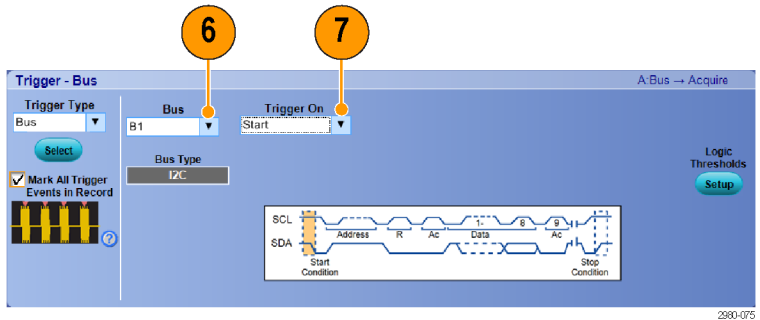 6
7
Trigger - Bus
A:Bus → Acquire
Trigger Type
Bus
Select
Mark All Trigger
Events in Record
?
Bus
B1
Bus Type
I2C
Trigger On
Start
Logic
Thresholds
Setup
SCL
1-
8
9
Address
R
Ac
Data
Ac
SDA
Start
Condition
Stop
Condition
2980-075